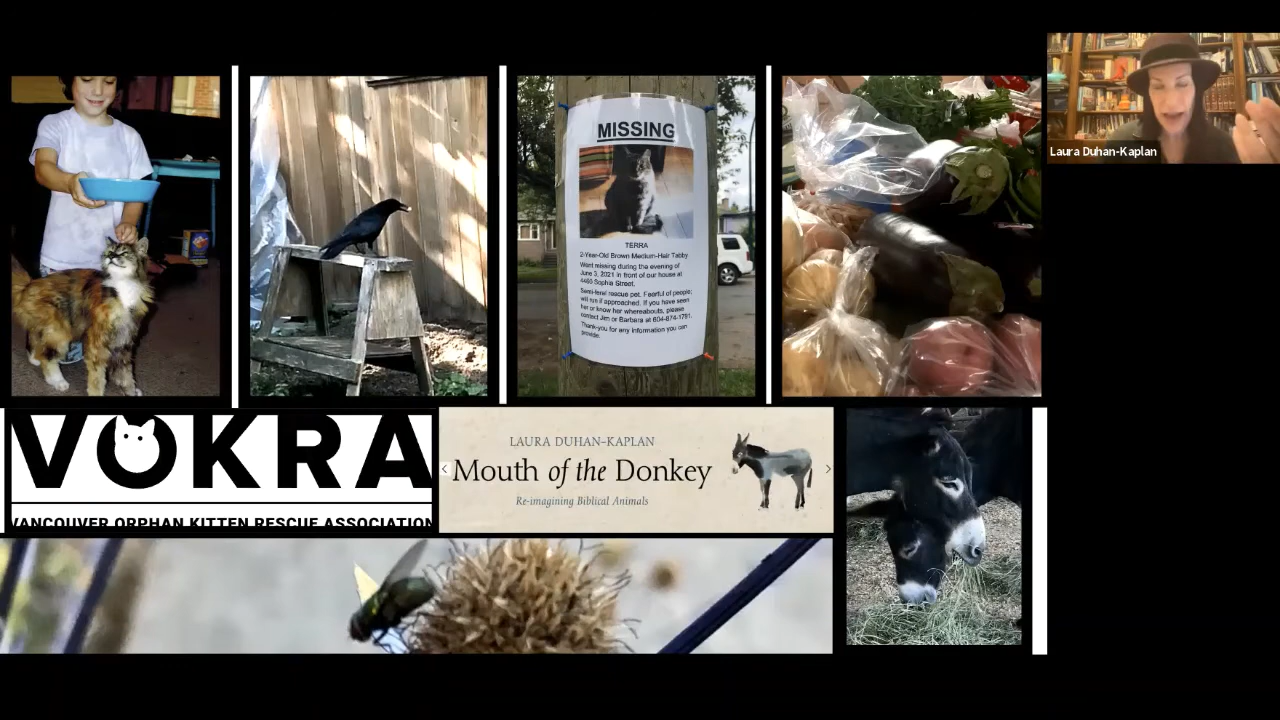 Laura Duhan-Kaplan
MISSING
TERRA
2-Year-Old Brown Medium-Hair Tabby
Went missing during the evening of
June 3, 2021 in front of our house at
4493 Sophia Street.
Semi-feral rescue pet. Fearful of people;
will run if approached. If you have seen
her or know her whereabouts, please
contact Jim or Barbara at 604-874-1791.
Thank-you for any information you can
provide.
VOKRA
VANCOUVER ORPHAN KITTEN RESCUE ASSOCIATION
LAURA DUHAN-KAPLAN
Mouth of the Donkey
Re-imagining Biblical Animals